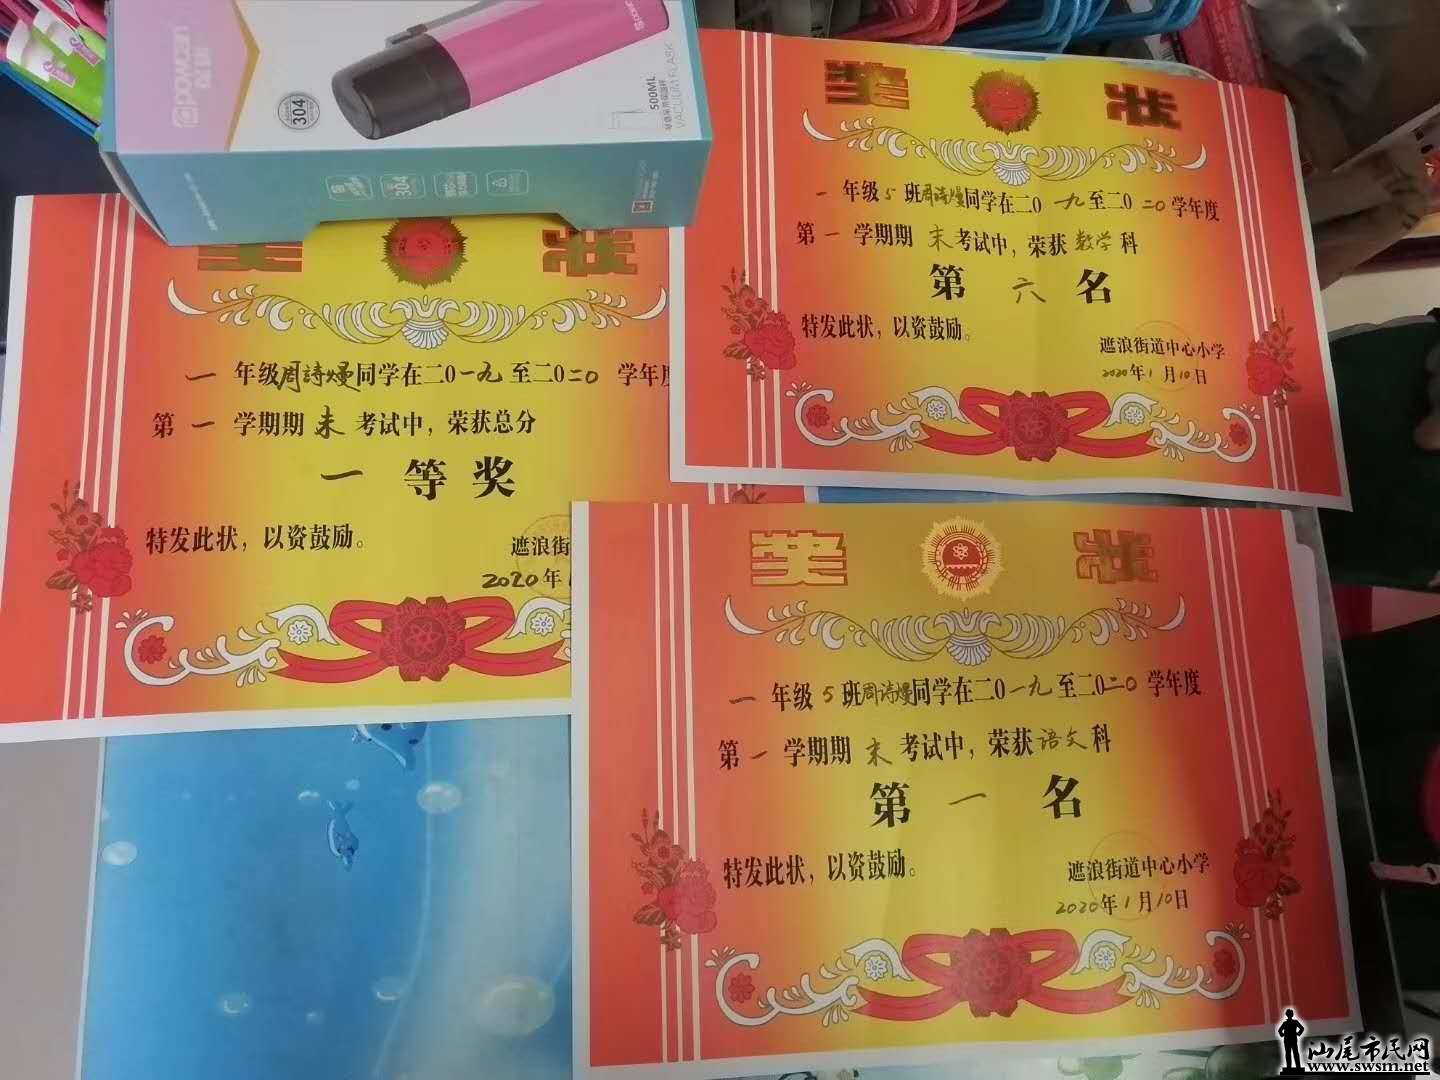 powcan
304
500ML
VACUUM FLASK
304
奖 状
一 年级5班周诗熳同学在二0一九至二0二0学年度
第一学期期末考试中，荣获数学科
第六名
特发此状，以资鼓励。
遮浪街道中心小学
2020年1月10日
奖 状
一 年级周詩熳同学在二0一九至二0二0 学年度
第一学期期末考试中，荣获总分
一等奖
特发此状，以资鼓励。
遮浪街
2020年1
奖 状
一 年级5班周诗熳同学在二0一九至二0二0学年度
第一学期期末考试中，荣获语文科
第一名
特发此状，以资鼓励。
遮浪街道中心小学
2020年1月10日
汕尾市民网
www.swsm.net